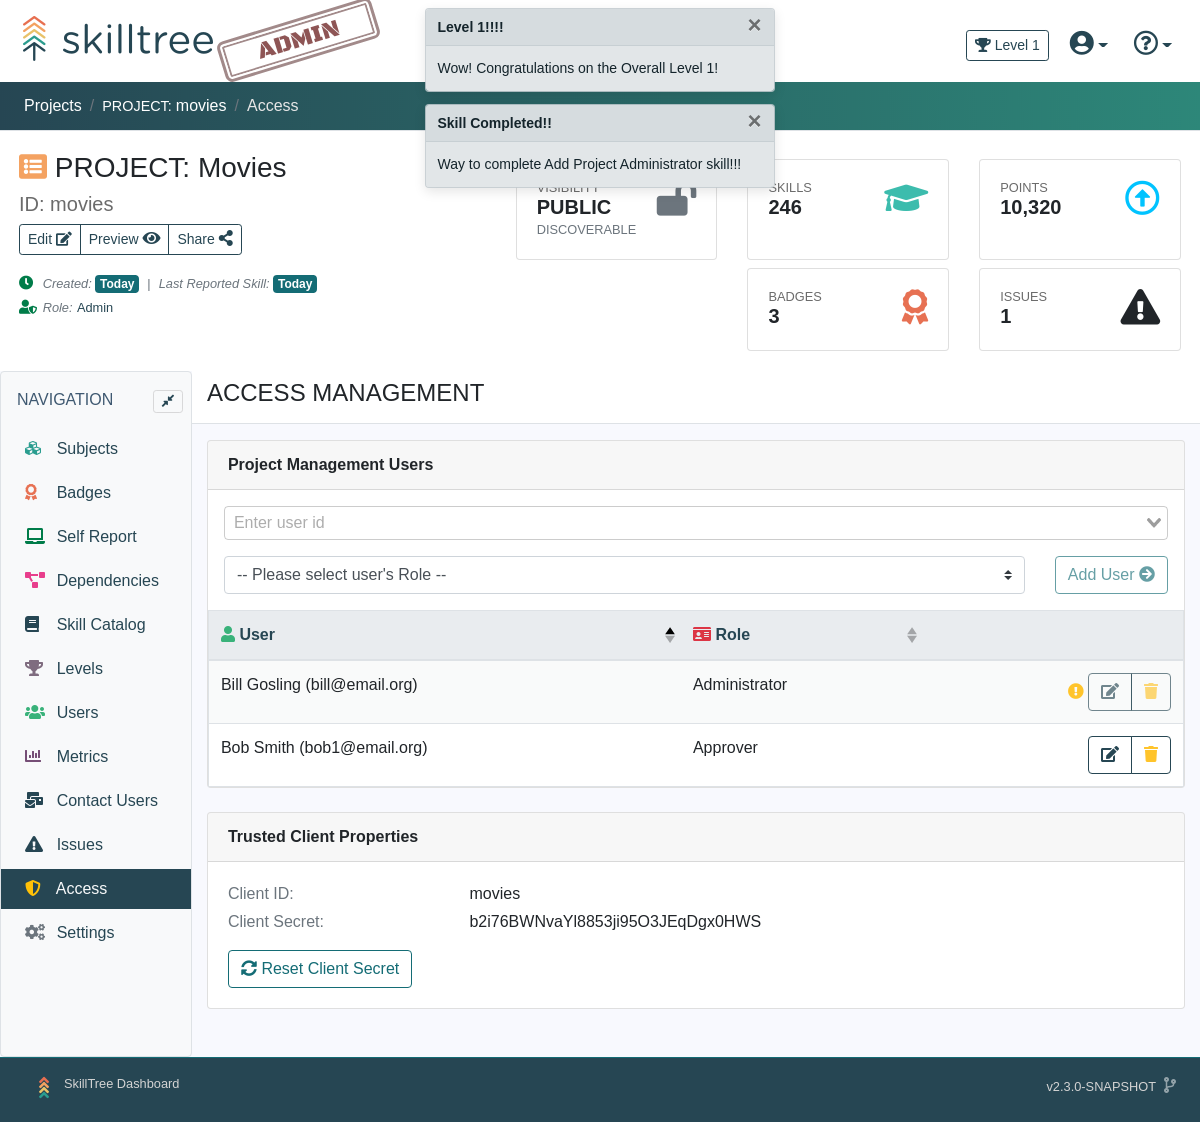 skilltree
ADMIN
Level 1!!!!
Wow! Congratulations on the Overall Level 1!
Level 1
Projects / PROJECT: movies / Access
Skill Completed!!
Way to complete Add Project Administrator skill!!!
PROJECT: Movies
ID: movies
Edit
Preview
Share
Created: Today | Last Reported Skill: Today
Role: Admin
VISIBILITY
PUBLIC
DISCOVERABLE
SKILLS
246
POINTS
10,320
BADGES
3
ISSUES
1
NAVIGATION
Subjects
Badges
Self Report
Dependencies
Skill Catalog
Levels
Users
Metrics
Contact Users
Issues
Access
Settings
ACCESS MANAGEMENT
Project Management Users
Enter user id
-- Please select user's Role --
Add User
User
Role
Bill Gosling (bill@email.org)
Administrator
Bob Smith (bob1@email.org)
Approver
Trusted Client Properties
Client ID: movies
Client Secret: b2i76BWNvaYl8853ji95O3JEqDgx0HWS
Reset Client Secret
SkillTree Dashboard
v2.3.0-SNAPSHOT